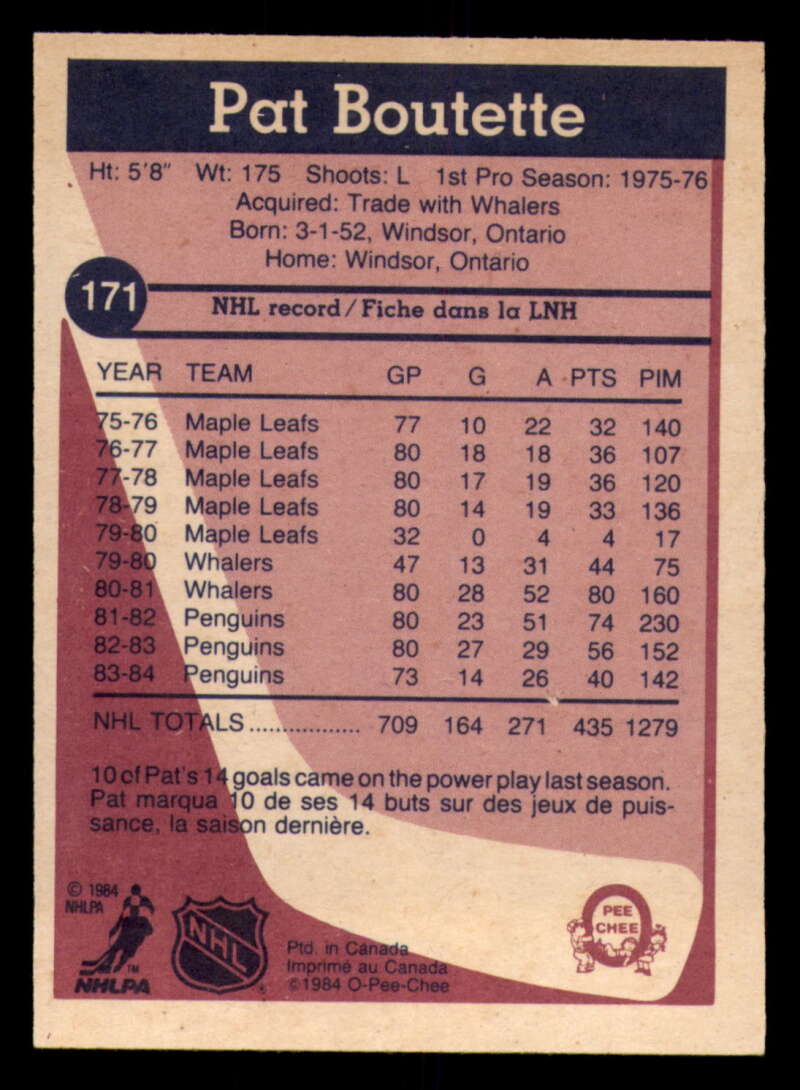 Pat Boutette
Ht: 5'8" Wt: 175 Shoots: L 1st Pro Season: 1975-76
Acquired: Trade with Whalers
Born: 3-1-52, Windsor, Ontario
Home: Windsor, Ontario
171
NHL record/Fiche dans la LNH
YEAR TEAM GP G A PTS PIM
75-76 Maple Leafs 77 10 22 32 140
76-77 Maple Leafs 80 18 18 36 107
77-78 Maple Leafs 80 17 19 36 120
78-79 Maple Leafs 80 14 19 33 136
79-80 Maple Leafs 32 0 4 4 17
79-80 Whalers 47 13 31 44 75
80-81 Whalers 80 28 52 80 160
81-82 Penguins 80 23 51 74 230
82-83 Penguins 80 27 29 56 152
83-84 Penguins 73 14 26 40 142
NHL TOTALS ................. 709 164 271 435 1279
10 of Pat's 14 goals came on the power play last season.
Pat marqua 10 de ses 14 buts sur des jeux de puis-
sance, la saison dernière.
© 1984
NHLPA
TM
NHLPA
NHL
®
Ptd. in Canada
Imprimé au Canada
©1984 O-Pee-Chee
PEE
CHEE